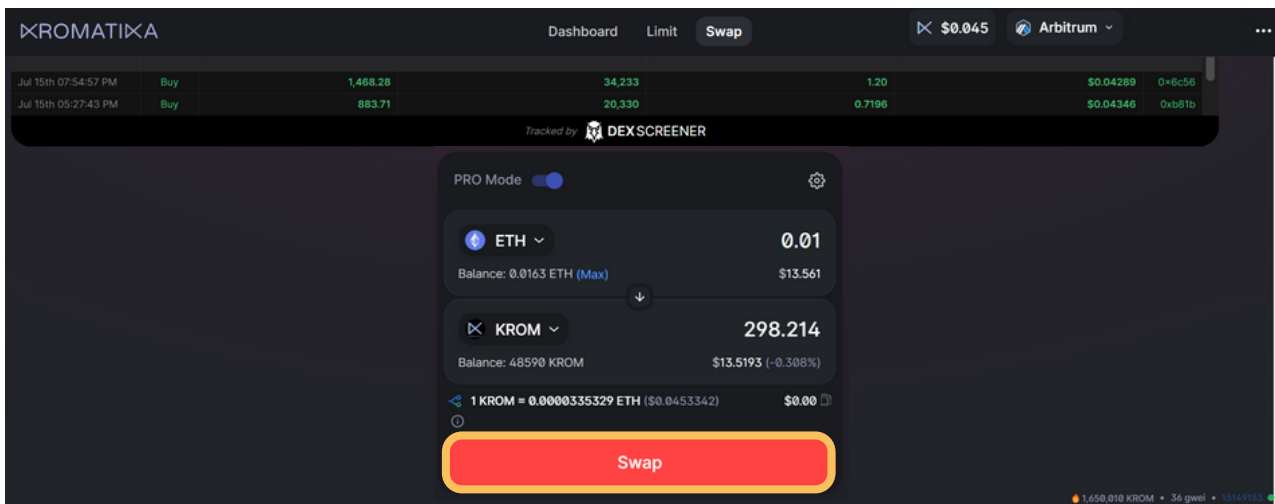 KROMATIKA Dashboard Limit Swap $0.045 Arbitrum ...
Jul 15th 07:54:57 PM Buy 1,468.28 34,233 1.20 $0.04289 0×6c56
Jul 15th 05:27:43 PM Buy 883.71 20,330 0.7196 $0.04346 0xb81b
Tracked by DEXSCREENER
PRO Mode
ETH 0.01
Balance: 0.0163 ETH (Max) $13.561
KROM 298.214
Balance: 48590 KROM $13.5193 (-0.308%)
1 KROM = 0.0000335329 ETH ($0.0453342) $0.00
Swap
1,650,010 KROM • 36 gwei • 15149153